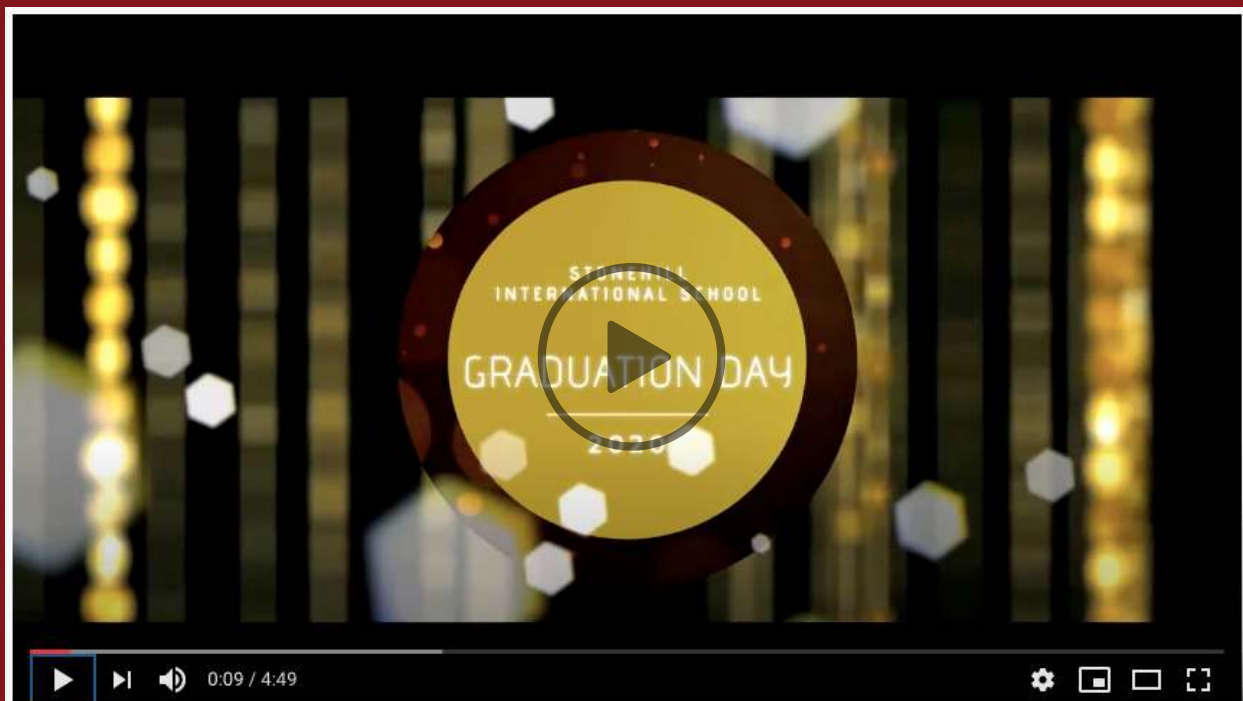 STONEHILL
INTERNATIONAL SCHOOL
GRADUATION DAY
2020
0:09 / 4:49